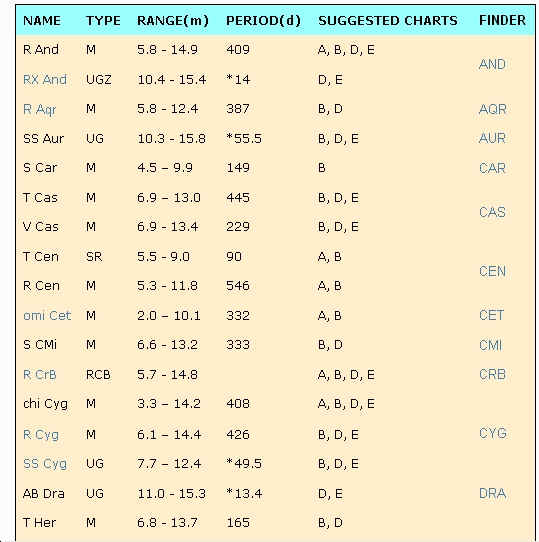 NAME TYPE RANGE(m) PERIOD(d) SUGGESTED CHARTS FINDER
R And M 5.8 - 14.9 409 A, B, D, E
AND
RX And UGZ 10.4 - 15.4 *14 D, E
R Aqr M 5.8 - 12.4 387 B, D AQR
SS Aur UG 10.3 - 15.8 *55.5 B, D, E AUR
S Car M 4.5 – 9.9 149 B CAR
T Cas M 6.9 – 13.0 445 B, D, E
CAS
V Cas M 6.9 - 13.4 229 B, D, E
T Cen SR 5.5 - 9.0 90 A, B
CEN
R Cen M 5.3 - 11.8 546 A, B
omi Cet M 2.0 – 10.1 332 A, B CET
S CMi M 6.6 - 13.2 333 B, D CMI
R CrB RCB 5.7 - 14.8 A, B, D, E CRB
chi Cyg M 3.3 – 14.2 408 A, B, D, E
R Cyg M 6.1 – 14.4 426 B, D, E CYG
SS Cyg UG 7.7 – 12.4 *49.5 B, D, E
AB Dra UG 11.0 - 15.3 *13.4 D, E DRA
T Her M 6.8 - 13.7 165 B, D